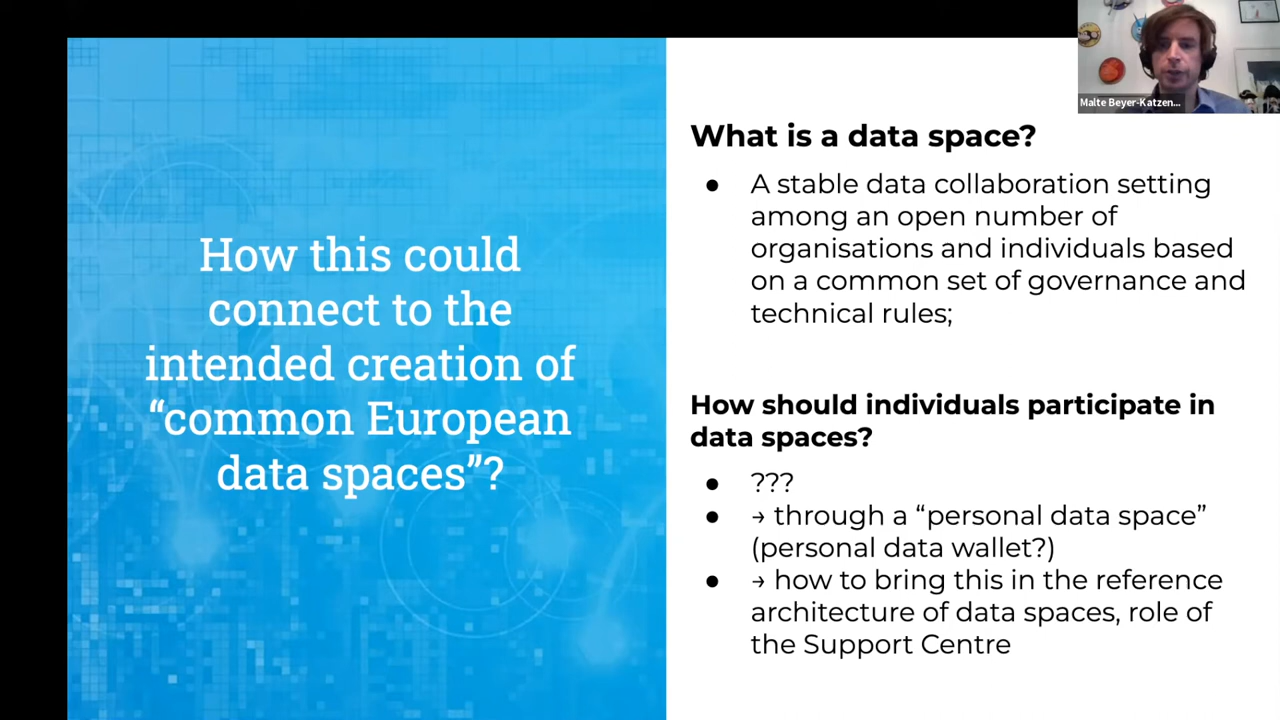 Malte Beyer-Katzen...
How this could
connect to the
intended creation of
“common European
data spaces”?
What is a data space?
● A stable data collaboration setting
among an open number of
organisations and individuals based
on a common set of governance and
technical rules;
How should individuals participate in
data spaces?
● ???
● → through a “personal data space”
(personal data wallet?)
● → how to bring this in the reference
architecture of data spaces, role of
the Support Centre